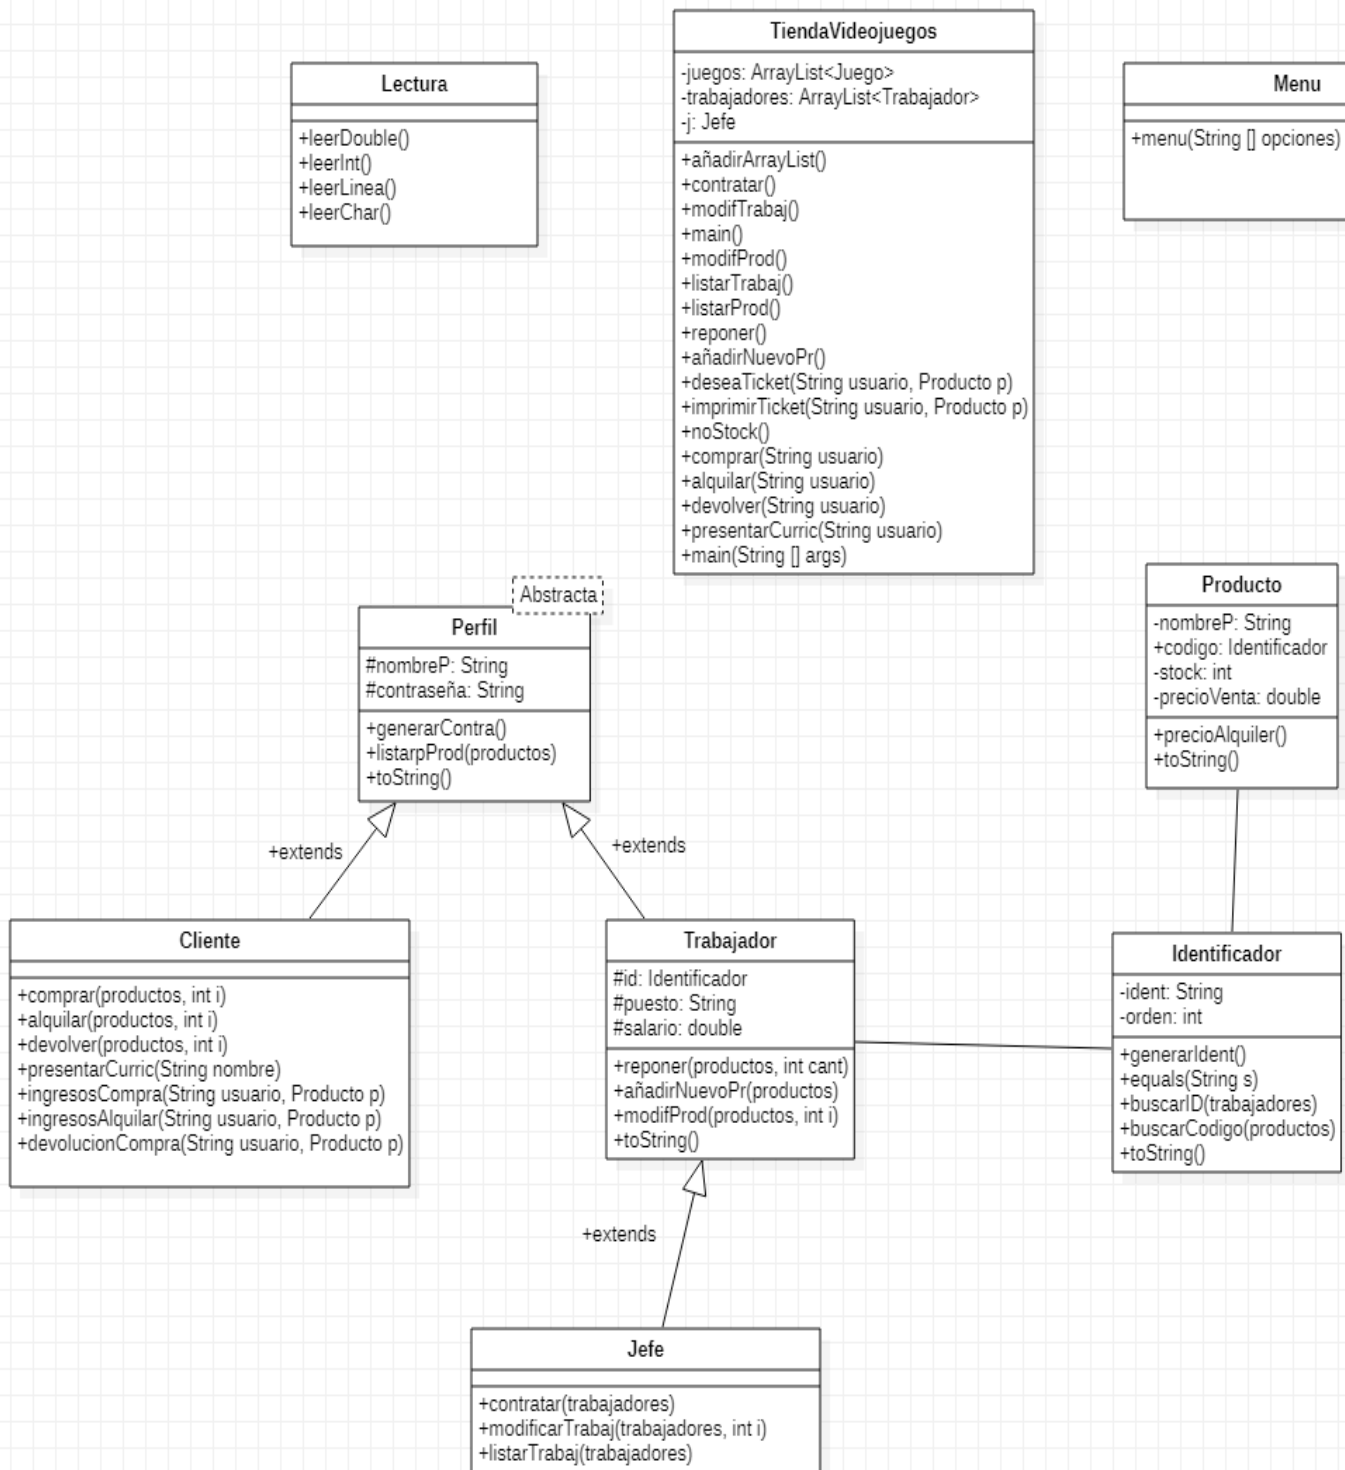 Lectura
+leerDouble()
+leerInt()
+leerLinea()
+leerChar()
TiendaVideojuegos
-juegos: ArrayList<Juego>
-trabajadores: ArrayList<Trabajador>
-j: Jefe
+añadirArrayList()
+contratar()
+modifTrabaj()
+main()
+modifProd()
+listarTrabaj()
+listarProd()
+reponer()
+añadirNuevoPr()
+deseaTicket(String usuario, Producto p)
+imprimirTicket(String usuario, Producto p)
+noStock()
+comprar(String usuario)
+alquilar(String usuario)
+devolver(String usuario)
+presentarCurric(String usuario)
+main(String [] args)
Menu
+menu(String [] opciones)
Abstracta
Perfil
#nombreP: String
#contraseña: String
+generarContra()
+listarpProd(productos)
+toString()
Producto
-nombreP: String
+codigo: Identificador
-stock: int
-precioVenta: double
+precioAlquiler()
+toString()
+extends
+extends
Cliente
+comprar(productos, int i)
+alquilar(productos, int i)
+devolver(productos, int i)
+presentarCurric(String nombre)
+ingresosCompra(String usuario, Producto p)
+ingresosAlquilar(String usuario, Producto p)
+devolucionCompra(String usuario, Producto p)
Trabajador
#id: Identificador
#puesto: String
#salario: double
+reponer(productos, int cant)
+añadirNuevoPr(productos)
+modifProd(productos, int i)
+toString()
Identificador
-ident: String
-orden: int
+generarIdent()
+equals(String s)
+buscarID(trabajadores)
+buscarCodigo(productos)
+toString()
+extends
Jefe
+contratar(trabajadores)
+modificarTrabaj(trabajadores, int i)
+listarTrabaj(trabajadores)